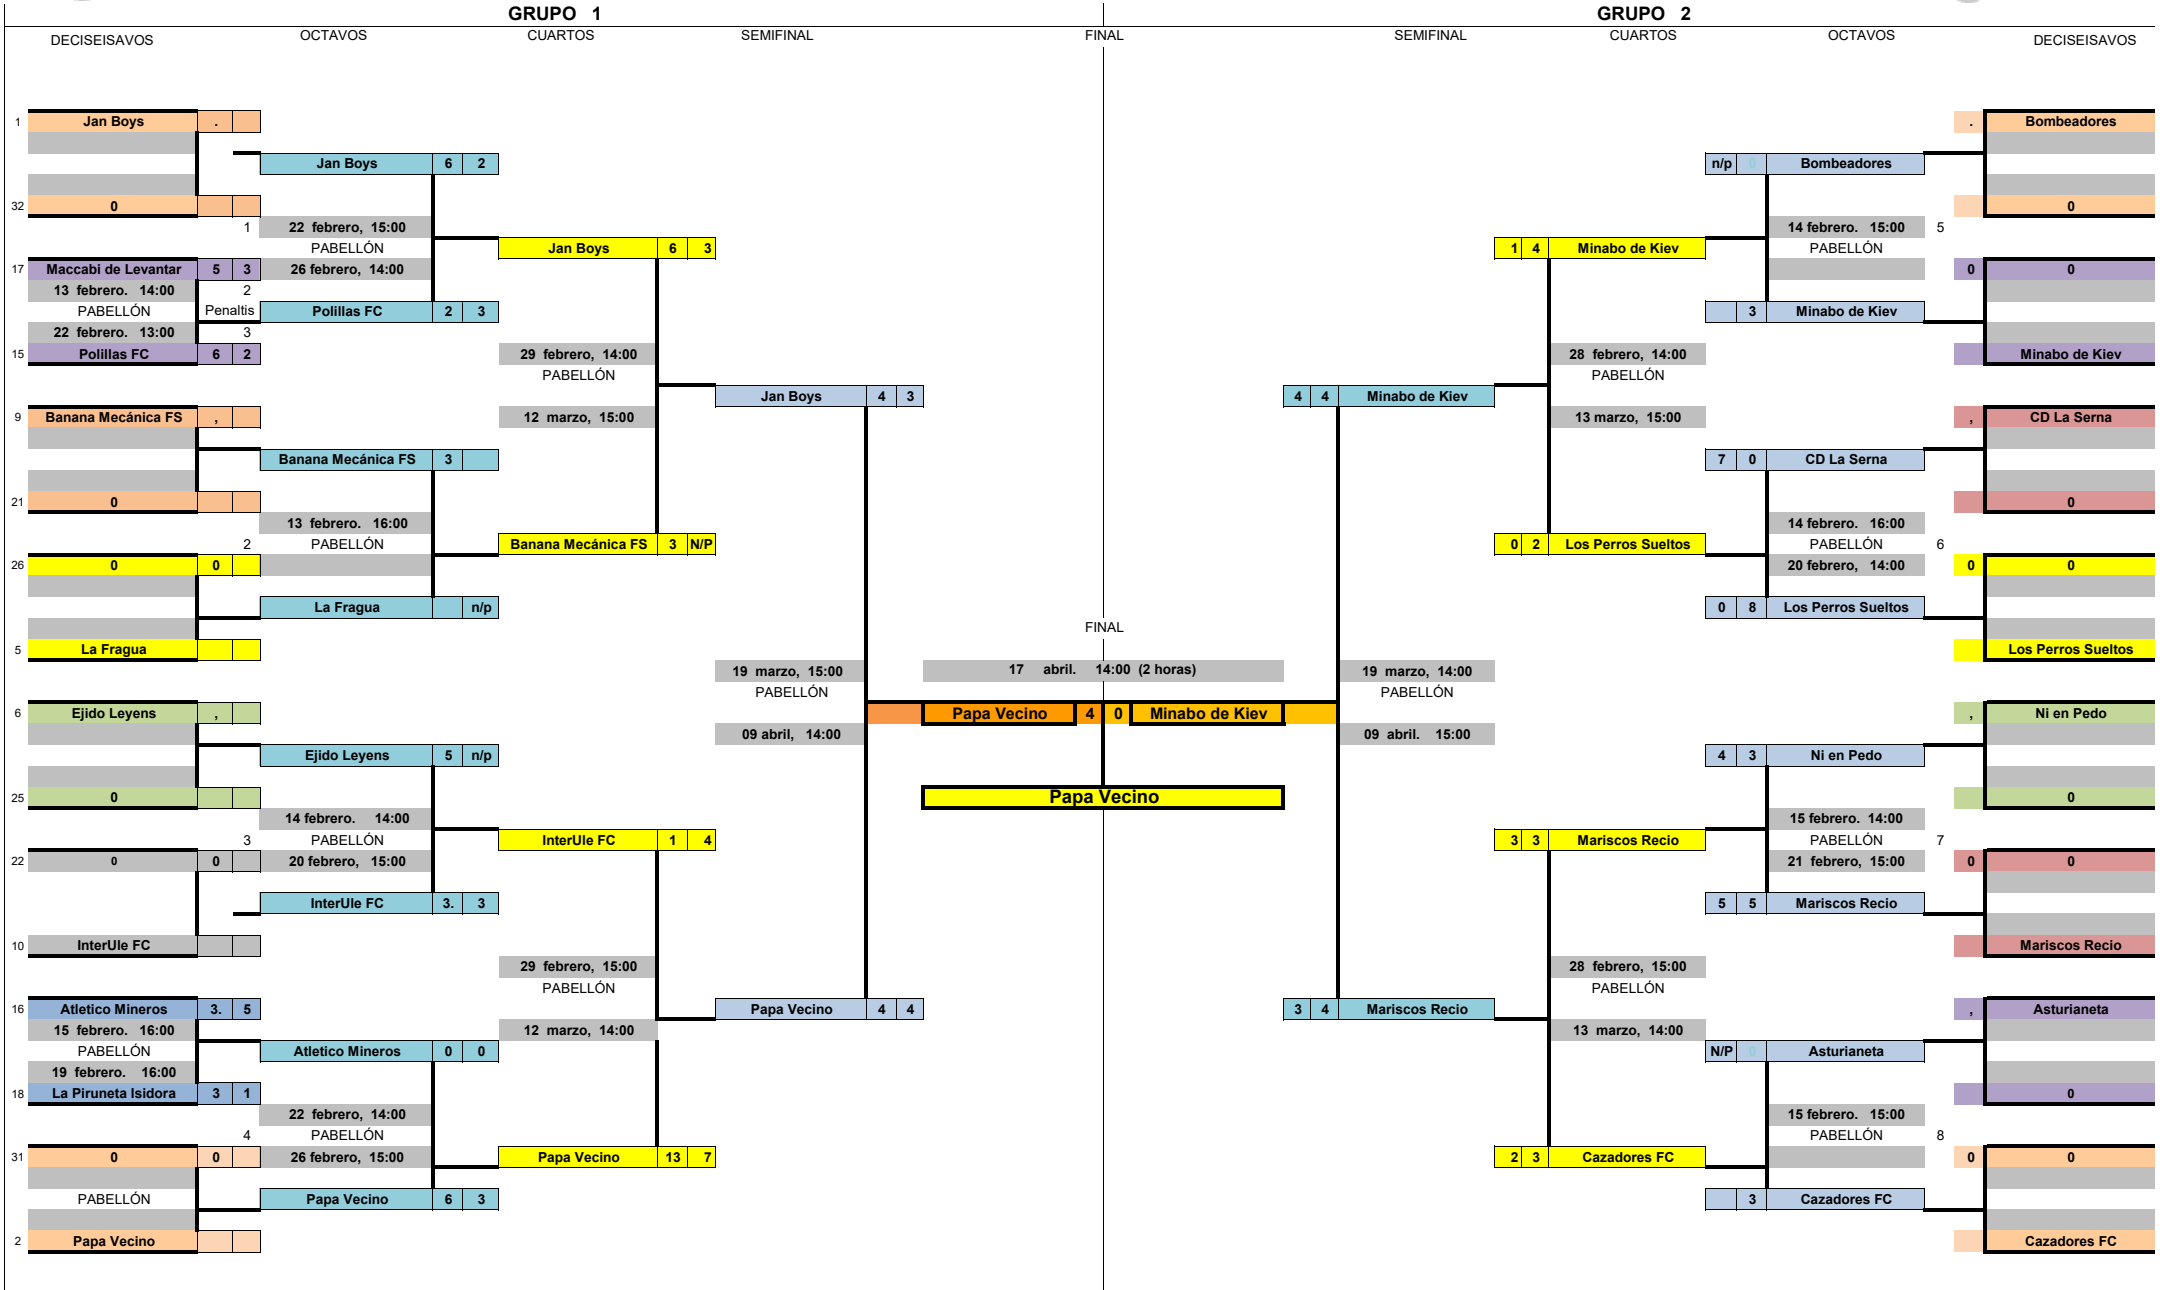 GRUPO 1 GRUPO 2
DECISEISAVOS OCTAVOS CUARTOS SEMIFINAL FINAL SEMIFINAL CUARTOS OCTAVOS DECISEISAVOS
1 Jan Boys . . Bombeadores
Jan Boys 6 2 n/p 0 Bombeadores
32 0 0
1 22 febrero, 15:00 14 febrero. 15:00 5
PABELLÓN Jan Boys 6 3 1 4 Minabo de Kiev PABELLÓN
17 Maccabi de Levantar 5 3 26 febrero, 14:00 0 0
13 febrero. 14:00 2
PABELLÓN Penaltis Polillas FC 2 3 3 Minabo de Kiev
22 febrero. 13:00 3
15 Polillas FC 6 2 29 febrero, 14:00 28 febrero, 14:00 Minabo de Kiev
PABELLÓN PABELLÓN
Jan Boys 4 3 4 4 Minabo de Kiev
9 Banana Mecánica FS , 12 marzo, 15:00 13 marzo, 15:00 , CD La Serna
Banana Mecánica FS 3 7 0 CD La Serna
21 0 0
13 febrero. 16:00 14 febrero. 16:00
2 PABELLÓN Banana Mecánica FS 3 N/P 0 2 Los Perros Sueltos PABELLÓN 6
26 0 0 20 febrero, 14:00 0 0
La Fragua n/p 0 8 Los Perros Sueltos
FINAL
5 La Fragua Los Perros Sueltos
19 marzo, 15:00 17 abril. 14:00 (2 horas) 19 marzo, 14:00
PABELLÓN PABELLÓN
6 Ejido Leyens , Papa Vecino 4 0 Minabo de Kiev , Ni en Pedo
09 abril, 14:00 09 abril. 15:00
Ejido Leyens 5 n/p 4 3 Ni en Pedo
25 0 Papa Vecino 0
14 febrero. 14:00 15 febrero. 14:00
3 PABELLÓN InterUle FC 1 4 3 3 Mariscos Recio PABELLÓN 7
22 0 0 20 febrero, 15:00 21 febrero, 15:00 0 0
InterUle FC 3. 3 5 5 Mariscos Recio
10 InterUle FC Mariscos Recio
29 febrero, 15:00 28 febrero, 15:00
PABELLÓN PABELLÓN
16 Atletico Mineros 3. 5 Papa Vecino 4 4 3 4 Mariscos Recio , Asturianeta
15 febrero. 16:00 12 marzo, 14:00 13 marzo, 14:00
PABELLÓN Atletico Mineros 0 0 N/P 0 Asturianeta
19 febrero. 16:00
18 La Piruneta Isidora 3 1 0
22 febrero, 14:00 15 febrero. 15:00
4 PABELLÓN PABELLÓN 8
31 0 0 26 febrero, 15:00 Papa Vecino 13 7 2 3 Cazadores FC 0 0
PABELLÓN Papa Vecino 6 3 3 Cazadores FC
2 Papa Vecino Cazadores FC